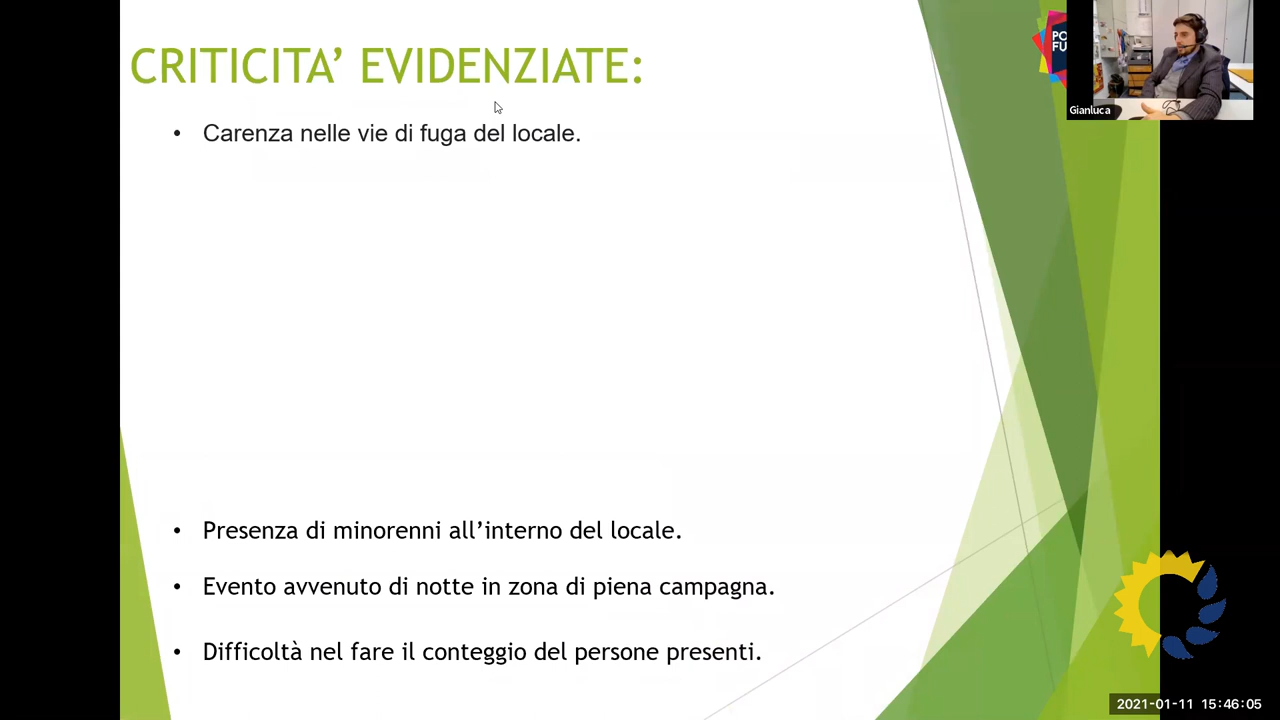 CRITICITA’ EVIDENZIATE:
• Carenza nelle vie di fuga del locale.
• Presenza di minorenni all’interno del locale.
• Evento avvenuto di notte in zona di piena campagna.
• Difficoltà nel fare il conteggio del persone presenti.
PO
FU
Gianluca
2021-01-11 15:46:05